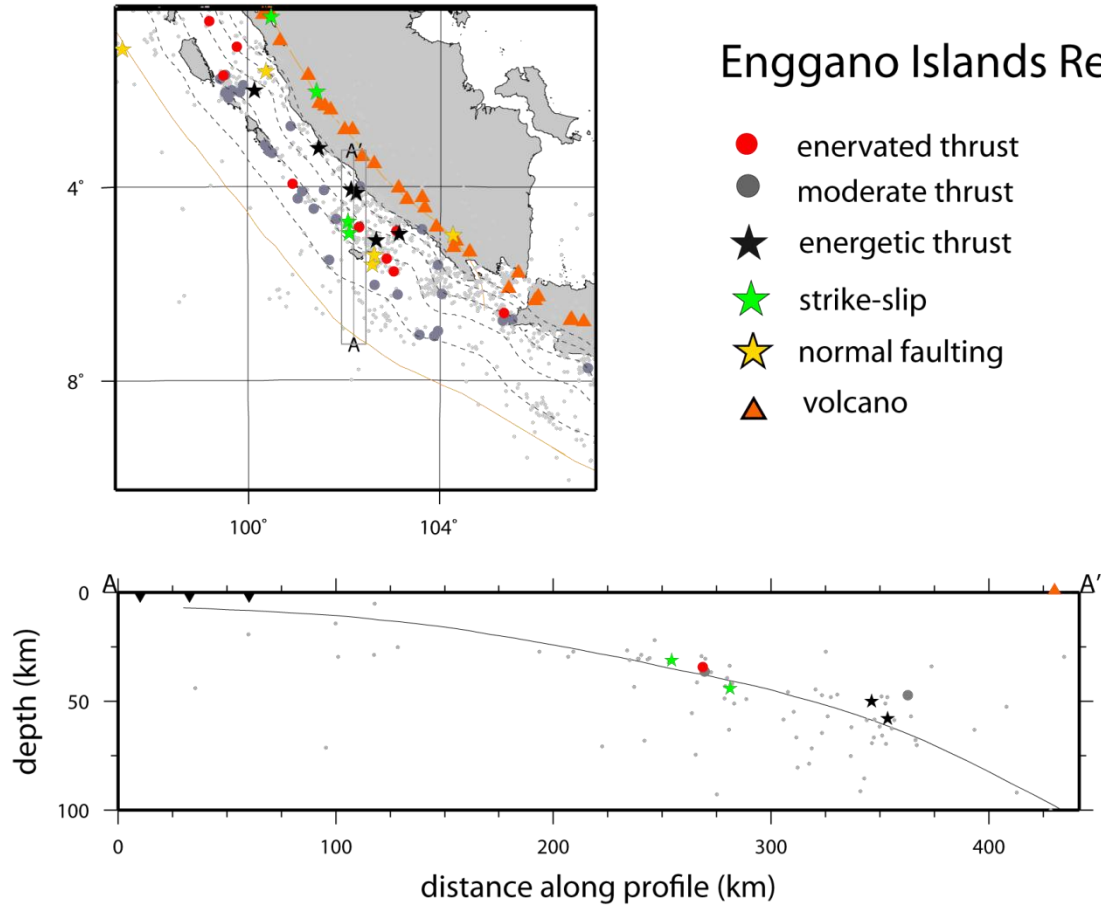 Enggano Islands Re
enervated thrust
moderate thrust
energetic thrust
strike-slip
normal faulting
volcano
A'
A
4°
8°
100°
104°
A
A'
0
50
100
depth (km)
0
100
200
300
400
distance along profile (km)